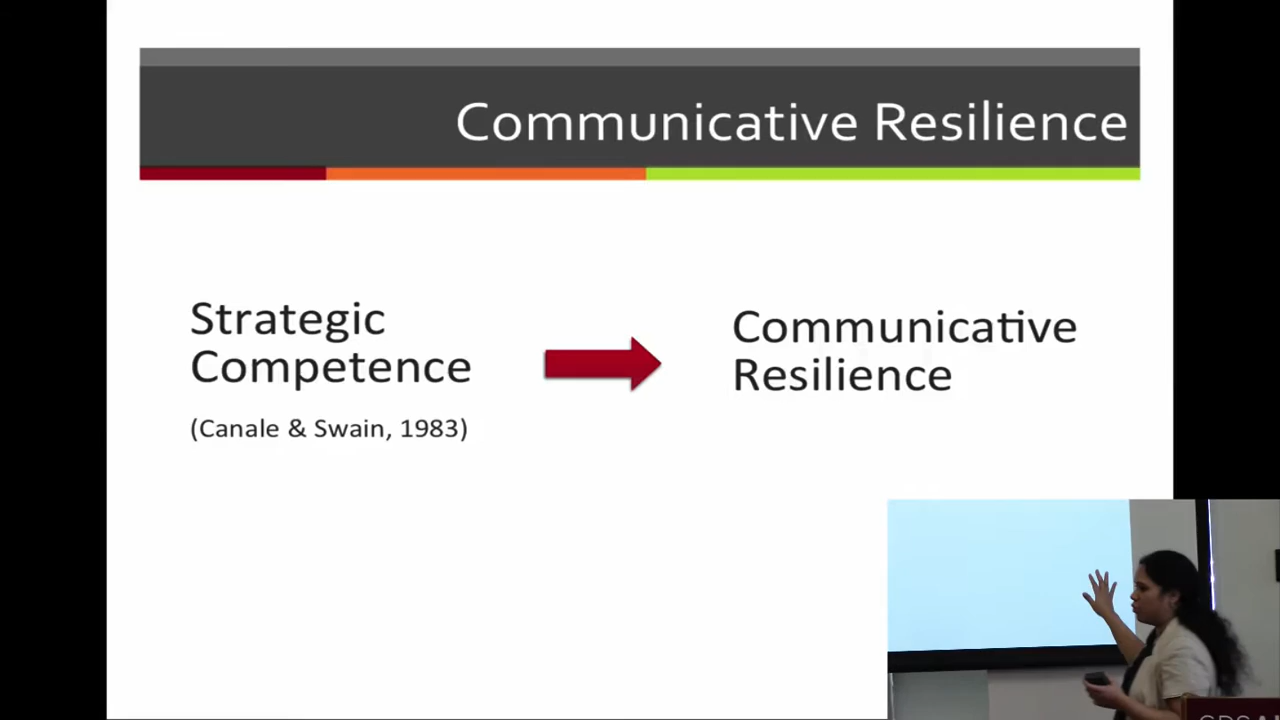 Communicative Resilience
Strategic
Competence
(Canale & Swain, 1983)
Communicative
Resilience